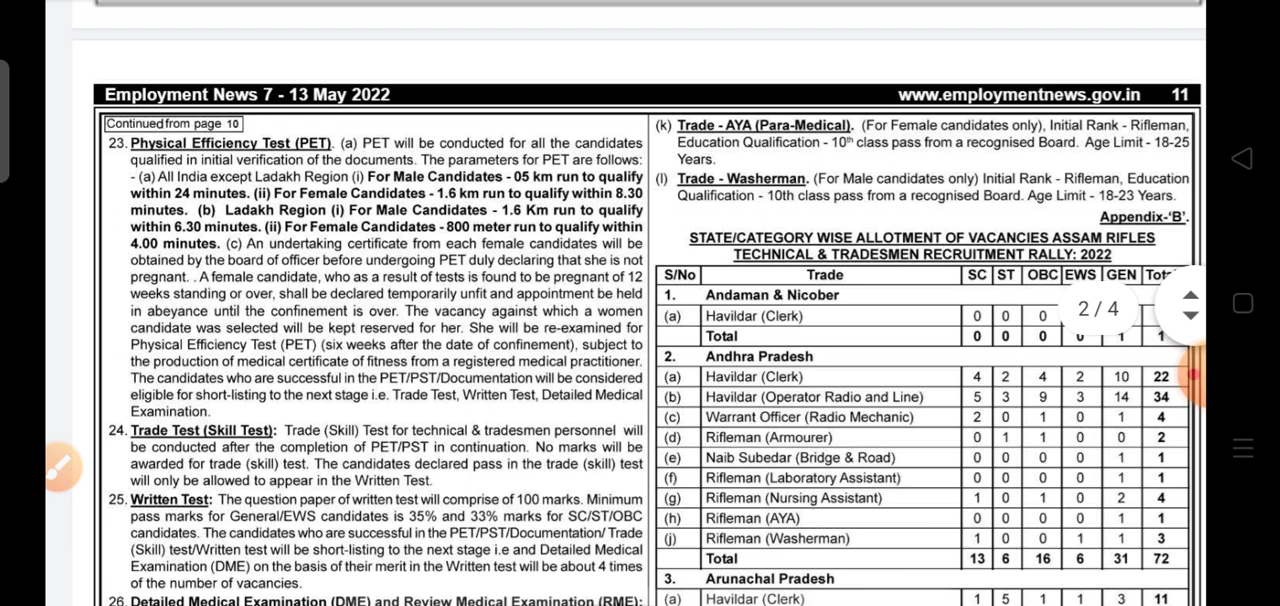 Employment News 7 - 13 May 2022 www.employmentnews.gov.in 11
Continued from page 10
23. Physical Efficiency Test (PET). (a) PET will be conducted for all the candidates
qualified in initial verification of the documents. The parameters for PET are follows:
- (a) All India except Ladakh Region (i) For Male Candidates - 05 km run to qualify
within 24 minutes. (ii) For Female Candidates - 1.6 km run to qualify within 8.30
minutes. (b) Ladakh Region (i) For Male Candidates - 1.6 Km run to qualify
within 6.30 minutes. (ii) For Female Candidates - 800 meter run to qualify within
4.00 minutes. (c) An undertaking certificate from each female candidates will be
obtained by the board of officer before undergoing PET duly declaring that she is not
pregnant. . A female candidate, who as a result of tests is found to be pregnant of 12
weeks standing or over, shall be declared temporarily unfit and appointment be held
in abeyance until the confinement is over. The vacancy against which a women
candidate was selected will be kept reserved for her. She will be re-examined for
Physical Efficiency Test (PET) (six weeks after the date of confinement), subject to
the production of medical certificate of fitness from a registered medical practitioner.
The candidates who are successful in the PET/PST/Documentation will be considered
eligible for short-listing to the next stage i.e. Trade Test, Written Test, Detailed Medical
Examination.
24. Trade Test (Skill Test): Trade (Skill) Test for technical & tradesmen personnel will
be conducted after the completion of PET/PST in continuation. No marks will be
awarded for trade (skill) test. The candidates declared pass in the trade (skill) test
will only be allowed to appear in the Written Test.
25. Written Test: The question paper of written test will comprise of 100 marks. Minimum
pass marks for General/EWS candidates is 35% and 33% marks for SC/ST/OBC
candidates. The candidates who are successful in the PET/PST/Documentation/ Trade
(Skill) test/Written test will be short-listing to the next stage i.e and Detailed Medical
Examination (DME) on the basis of their merit in the Written test will be about 4 times
of the number of vacancies.
26. Detailed Medical Examination (DME) and Review Medical Examination (RME):
(k) Trade - AYA (Para-Medical). (For Female candidates only), Initial Rank - Rifleman,
Education Qualification - 10th class pass from a recognised Board. Age Limit - 18-25
Years.
(l) Trade - Washerman. (For Male candidates only) Initial Rank - Rifleman, Education
Qualification - 10th class pass from a recognised Board. Age Limit - 18-23 Years.
Appendix-'B'.
STATE/CATEGORY WISE ALLOTMENT OF VACANCIES ASSAM RIFLES
TECHNICAL & TRADESMEN RECRUITMENT RALLY: 2022
S/No Trade SC ST OBC EWS GEN
1. Andaman & Nicober
(a) Havildar (Clerk) 0 0 0
Total 0 0 0 0 1 1
2. Andhra Pradesh
(a) Havildar (Clerk) 4 2 4 2 10 22
(b) Havildar (Operator Radio and Line) 5 3 9 3 14 34
(c) Warrant Officer (Radio Mechanic) 2 0 1 0 1 4
(d) Rifleman (Armourer) 0 1 1 0 0 2
(e) Naib Subedar (Bridge & Road) 0 0 0 0 1 1
(f) Rifleman (Laboratory Assistant) 0 0 0 0 1 1
(g) Rifleman (Nursing Assistant) 1 0 1 0 2 4
(h) Rifleman (AYA) 0 0 0 0 1 1
(j) Rifleman (Washerman) 1 0 0 1 1 3
Total 13 6 16 6 31 72
3. Arunachal Pradesh
(a) Havildar (Clerk) 1 5 1 1 3 11
2 / 4